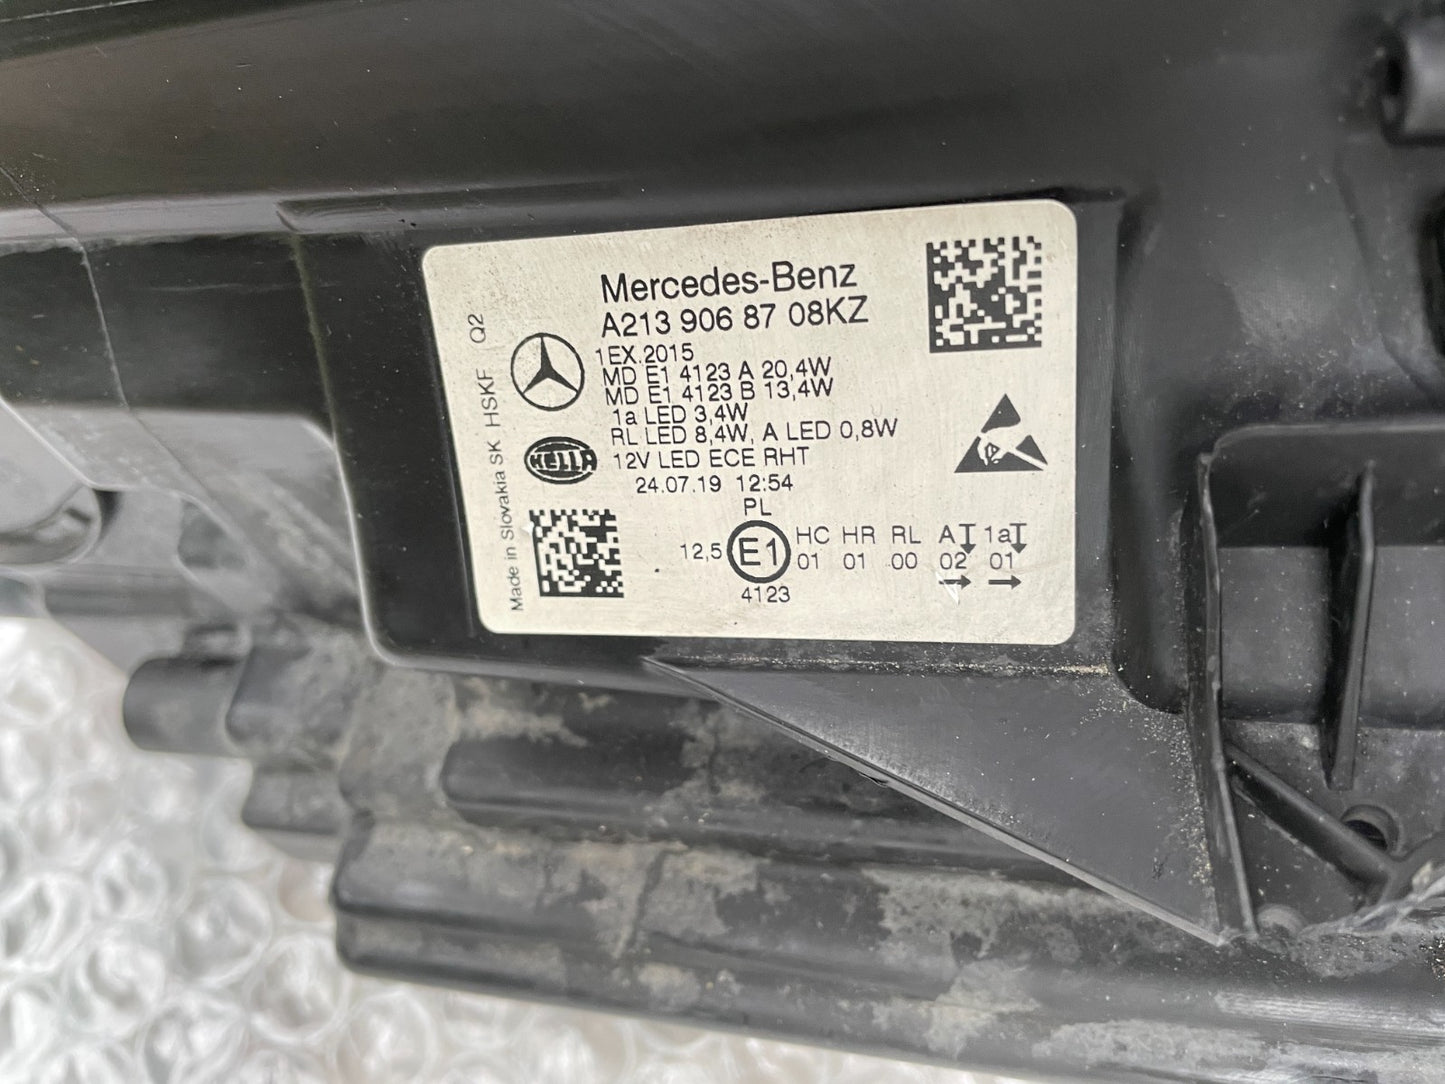 Mercedes-Benz
A213 906 87 08KZ
1EX.2015
MD E1 4123 A 20,4W
MD E1 4123 B 13,4W
1a LED 3,4W
RL LED 8,4W, A LED 0,8W
12V LED ECE RHT
24.07.19 12:54
PL
HELLA
Made in Slovakia SK HSKF Q2
12,5 E1 HC HR RL A 1a
01 01 00 02 01
4123